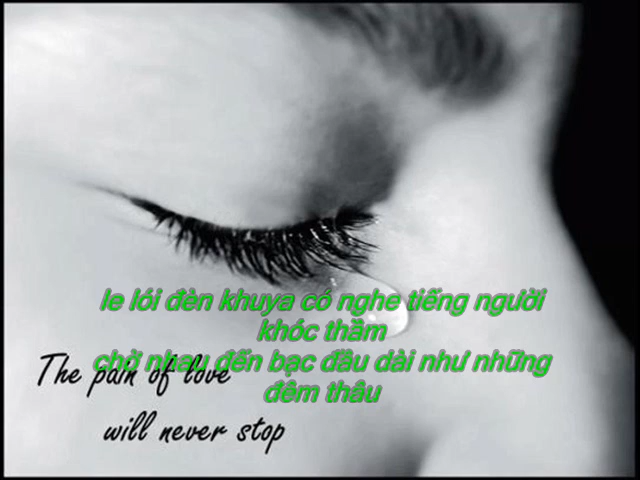 le lói đèn khuya có nghe tiếng người
khóc thầm
chờ nhau đến bạc đầu dài như những
đêm thâu
The pain of love
will never stop